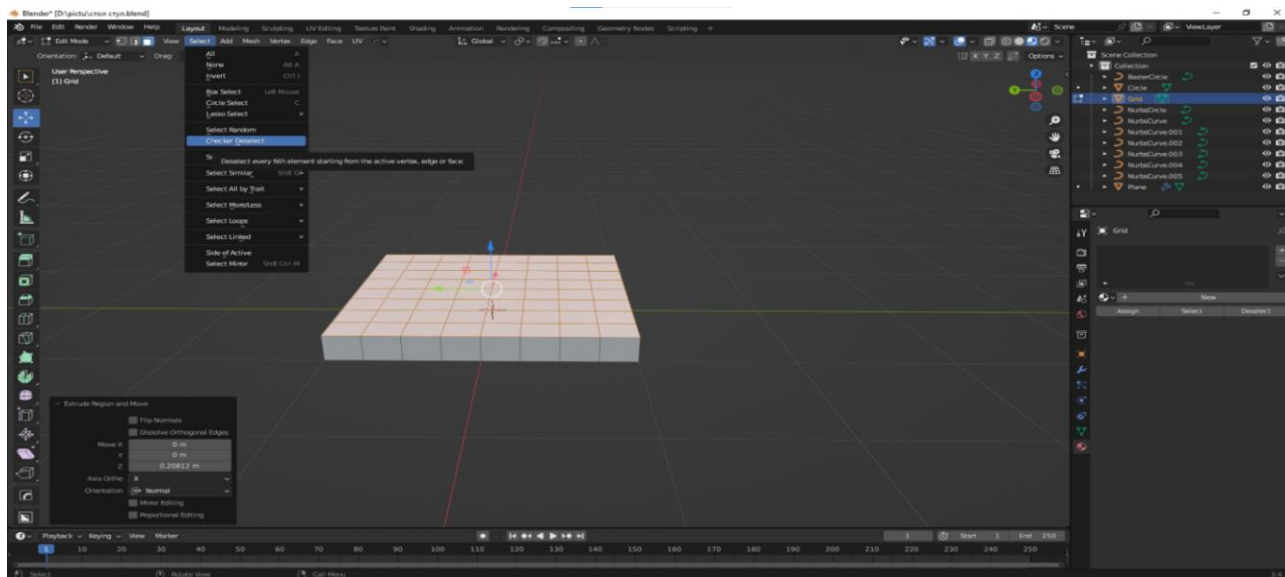 Blender* [D:\pictu\стол стул.blend]
File Edit Render Window Help Layout Modeling Sculpting UV Editing Texture Paint Shading Animation Rendering Compositing Geometry Nodes Scripting + Scene ViewLayer
Edit Mode View Select Add Mesh Vertex Edge Face UV Global
Orientation: Default Drag: X Y Z Options
User Perspective
(1) Grid
All A
None Alt A
Invert Ctrl I
Box Select Left Mouse
Circle Select C
Lasso Select
Select Random
Checker Deselect
Deselect every Nth element starting from the active vertex, edge or face.
Select Similar Shift G
Select All by Trait
Select More/Less
Select Loops
Select Linked
Side of Active
Select Mirror Shift Ctrl M
Scene Collection
Collection
BezierCircle
Circle
Grid
NurbsCircle
NurbsCurve
NurbsCurve.001
NurbsCurve.002
NurbsCurve.003
NurbsCurve.004
NurbsCurve.005
Plane
Grid
New
Assign Select Deselect
Extrude Region and Move
Flip Normals
Dissolve Orthogonal Edges
Move X 0 m
Y 0 m
Z 0.20812 m
Axis Ortho X
Orientation Normal
Mirror Editing
Proportional Editing
Playback Keying View Marker 1 Start 1 End 250
1 10 20 30 40 50 60 70 80 90 100 110 120 130 140 150 160 170 180 190 200 210 220 230 240 250
Select Rotate View Call Menu